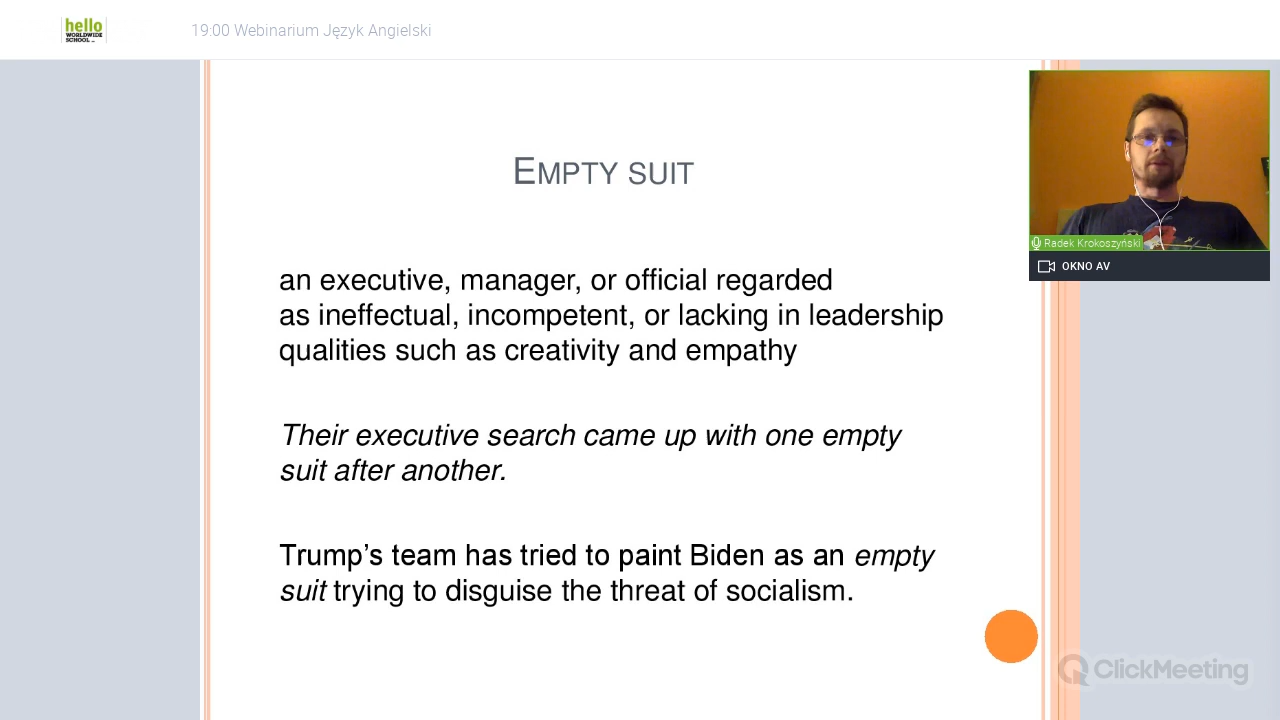 hello
WORLDWIDE
SCHOOL
19:00 Webinarium Język Angielski
EMPTY SUIT
an executive, manager, or official regarded
as ineffectual, incompetent, or lacking in leadership
qualities such as creativity and empathy
Their executive search came up with one empty
suit after another.
Trump’s team has tried to paint Biden as an empty
suit trying to disguise the threat of socialism.
Radek Krokoszyński
OKNO AV
ClickMeeting